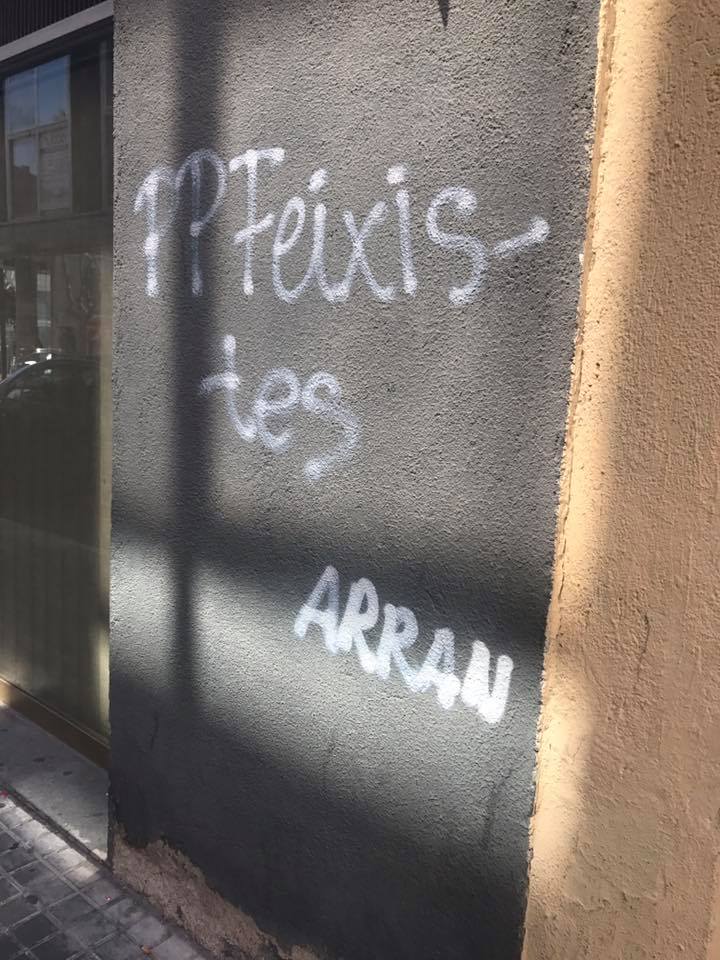 PP Feixis-
tes
ARRAN